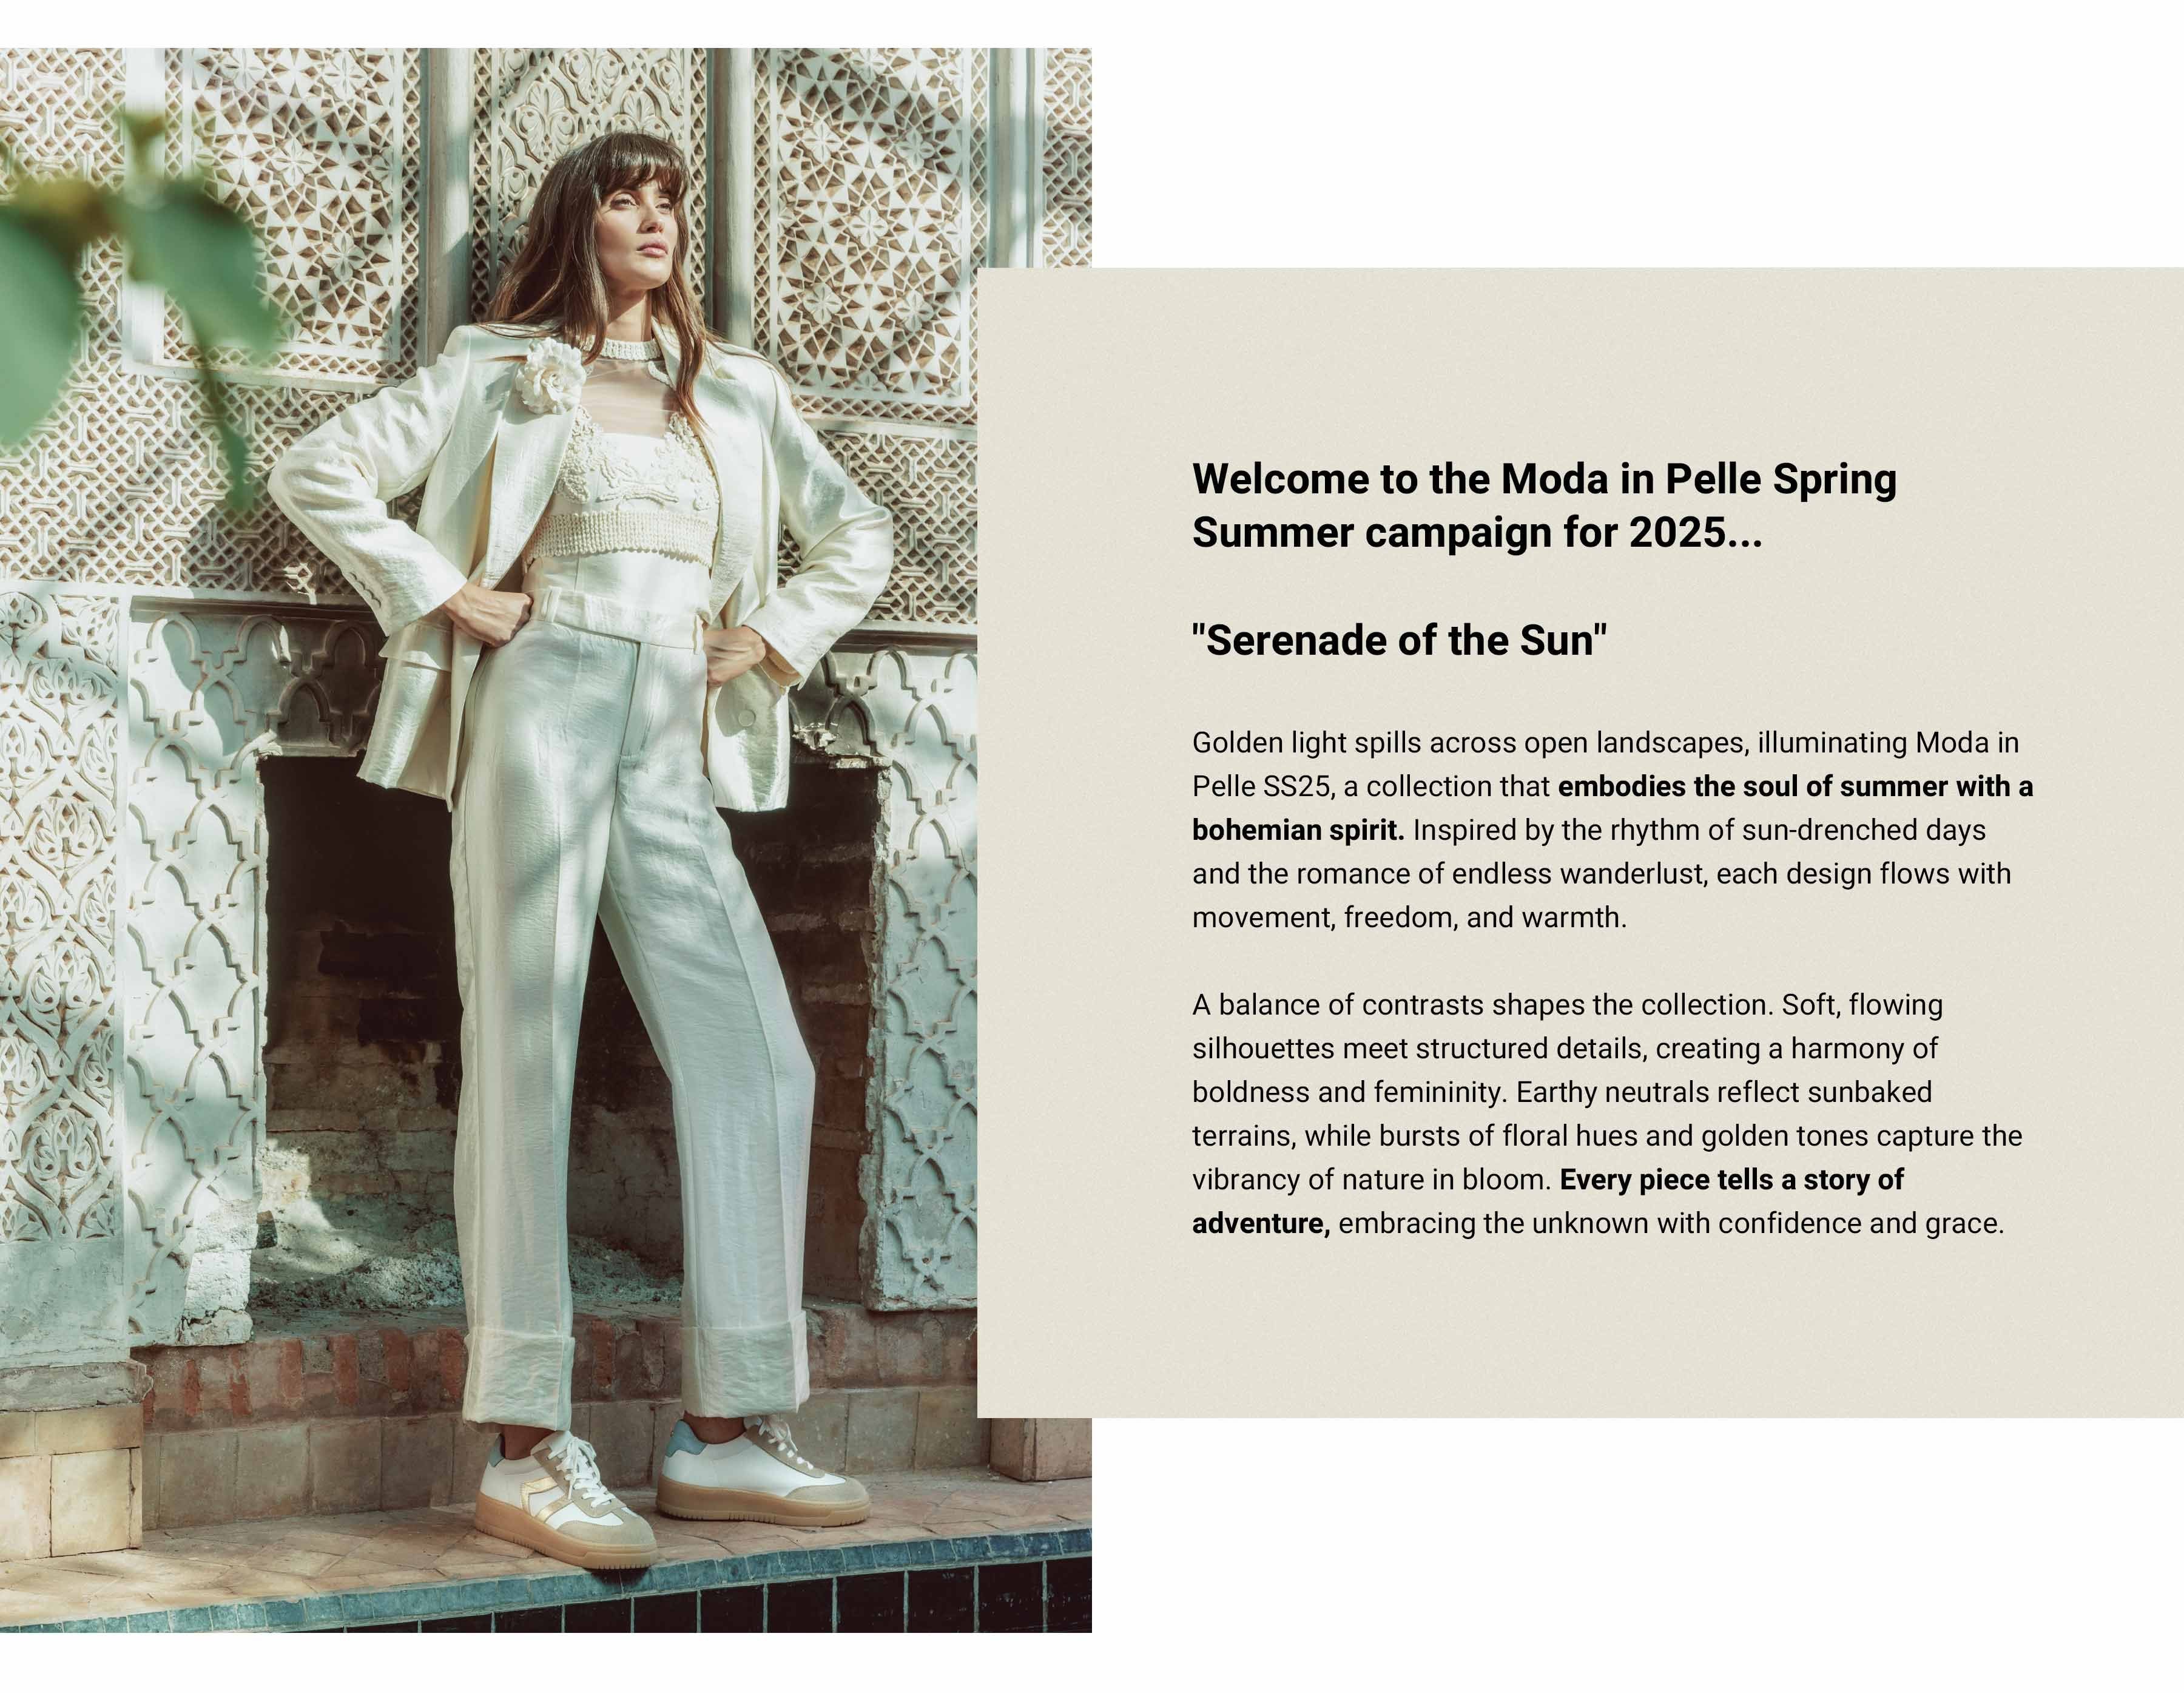 Welcome to the Moda in Pelle Spring
Summer campaign for 2025...
"Serenade of the Sun"
Golden light spills across open landscapes, illuminating Moda in
Pelle SS25, a collection that embodies the soul of summer with a
bohemian spirit. Inspired by the rhythm of sun-drenched days
and the romance of endless wanderlust, each design flows with
movement, freedom, and warmth.
A balance of contrasts shapes the collection. Soft, flowing
silhouettes meet structured details, creating a harmony of
boldness and femininity. Earthy neutrals reflect sunbaked
terrains, while bursts of floral hues and golden tones capture the
vibrancy of nature in bloom. Every piece tells a story of
adventure, embracing the unknown with confidence and grace.